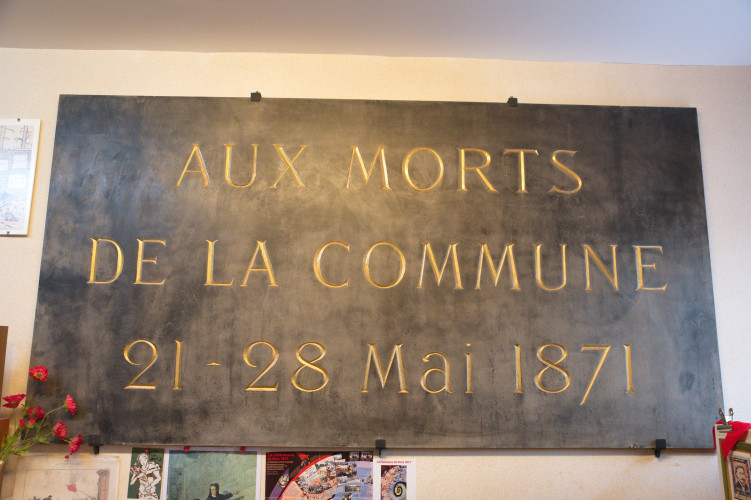 AUX MORTS
DE LA COMMUNE
21-28 Mai 1871